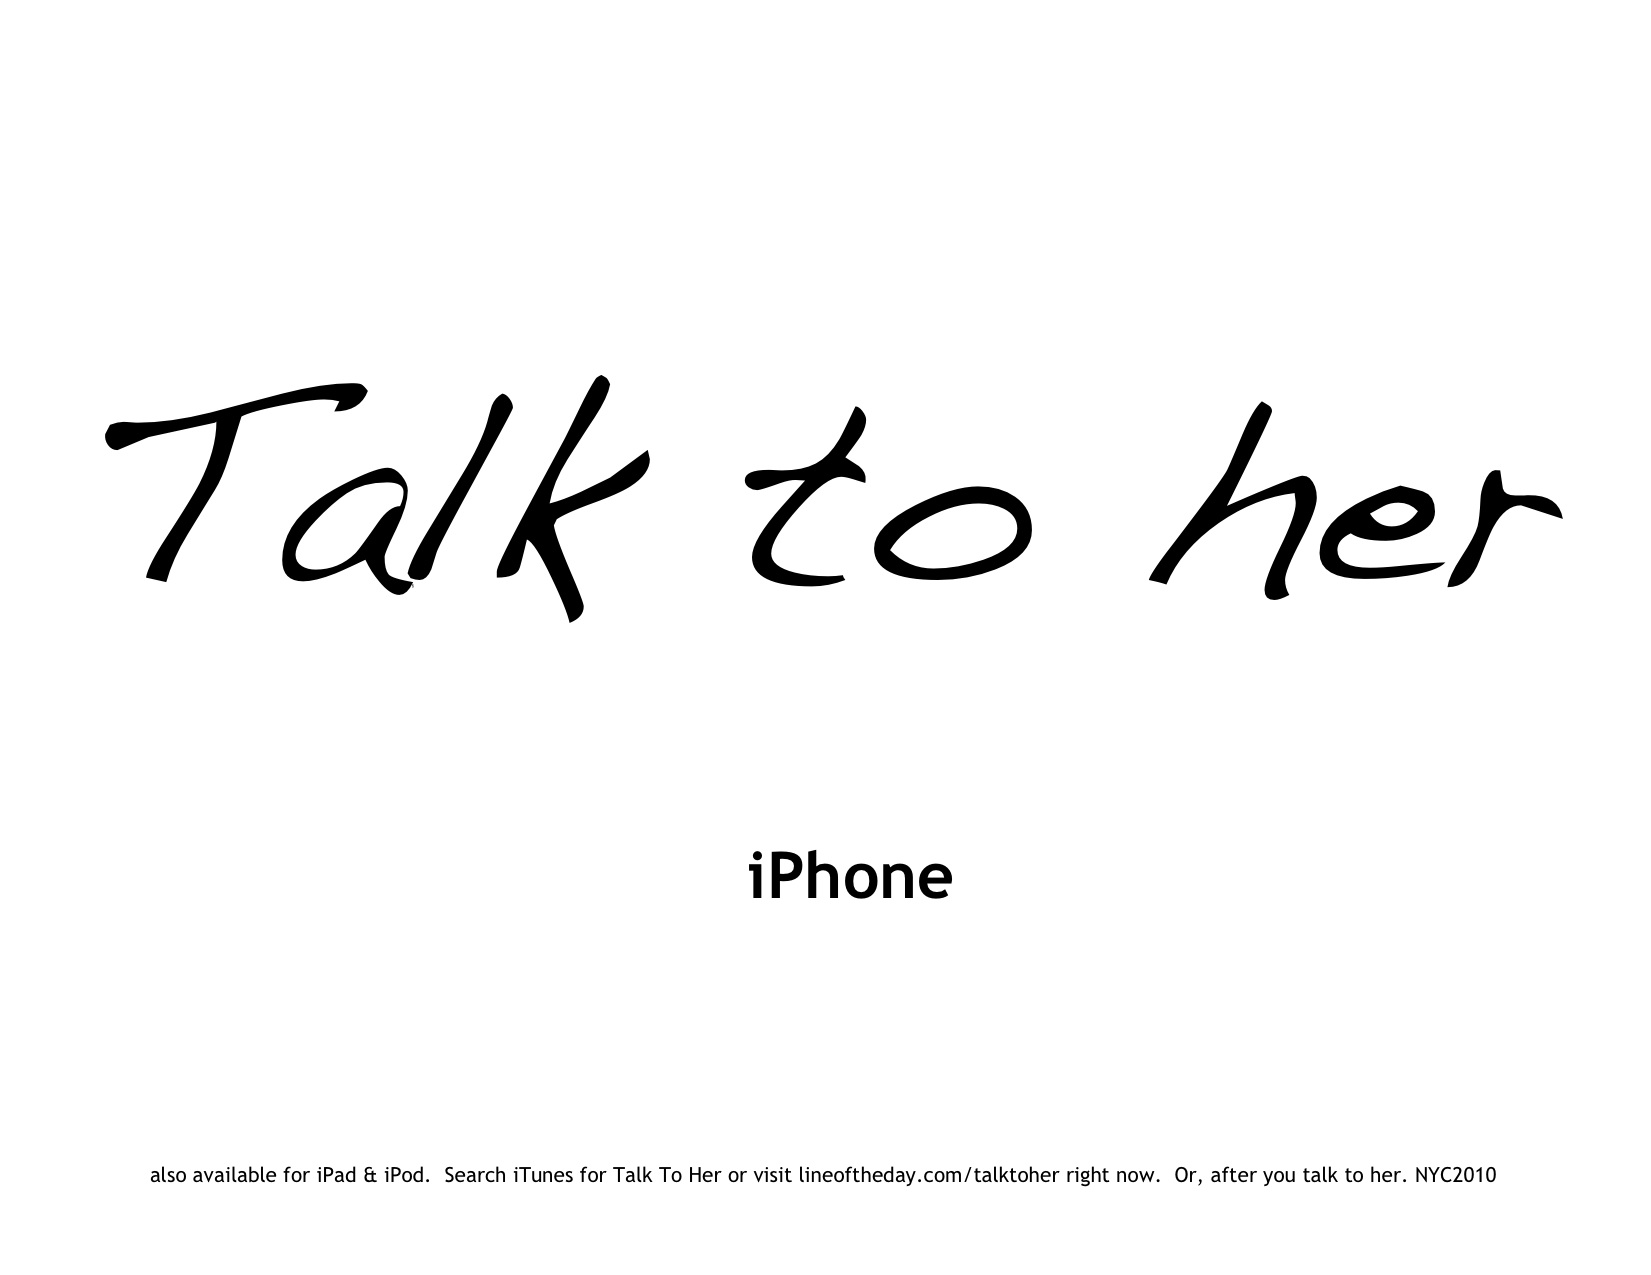 Talk to her
iPhone
also available for iPad & iPod.  Search iTunes for Talk To Her or visit lineoftheday.com/talktoher right now.  Or, after you talk to her. NYC2010